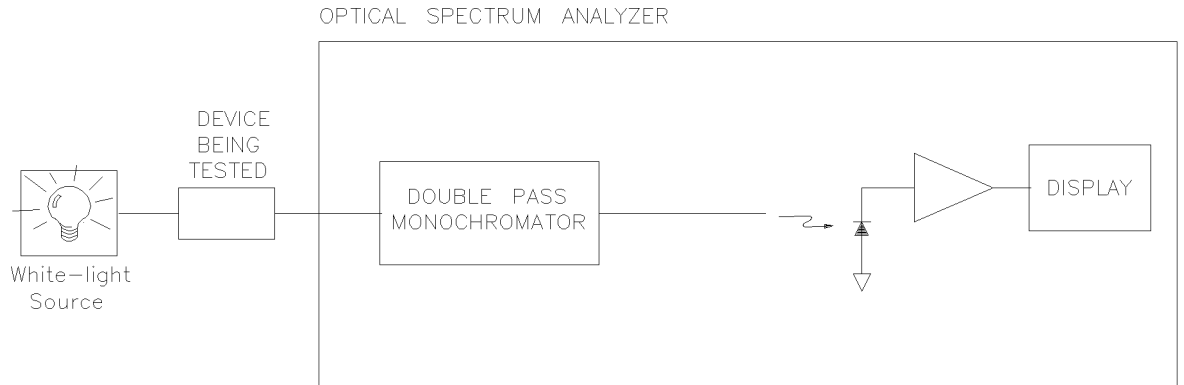 OPTICAL SPECTRUM ANALYZER
DEVICE
BEING
TESTED
White-light
Source
DOUBLE PASS
MONOCHROMATOR
DISPLAY